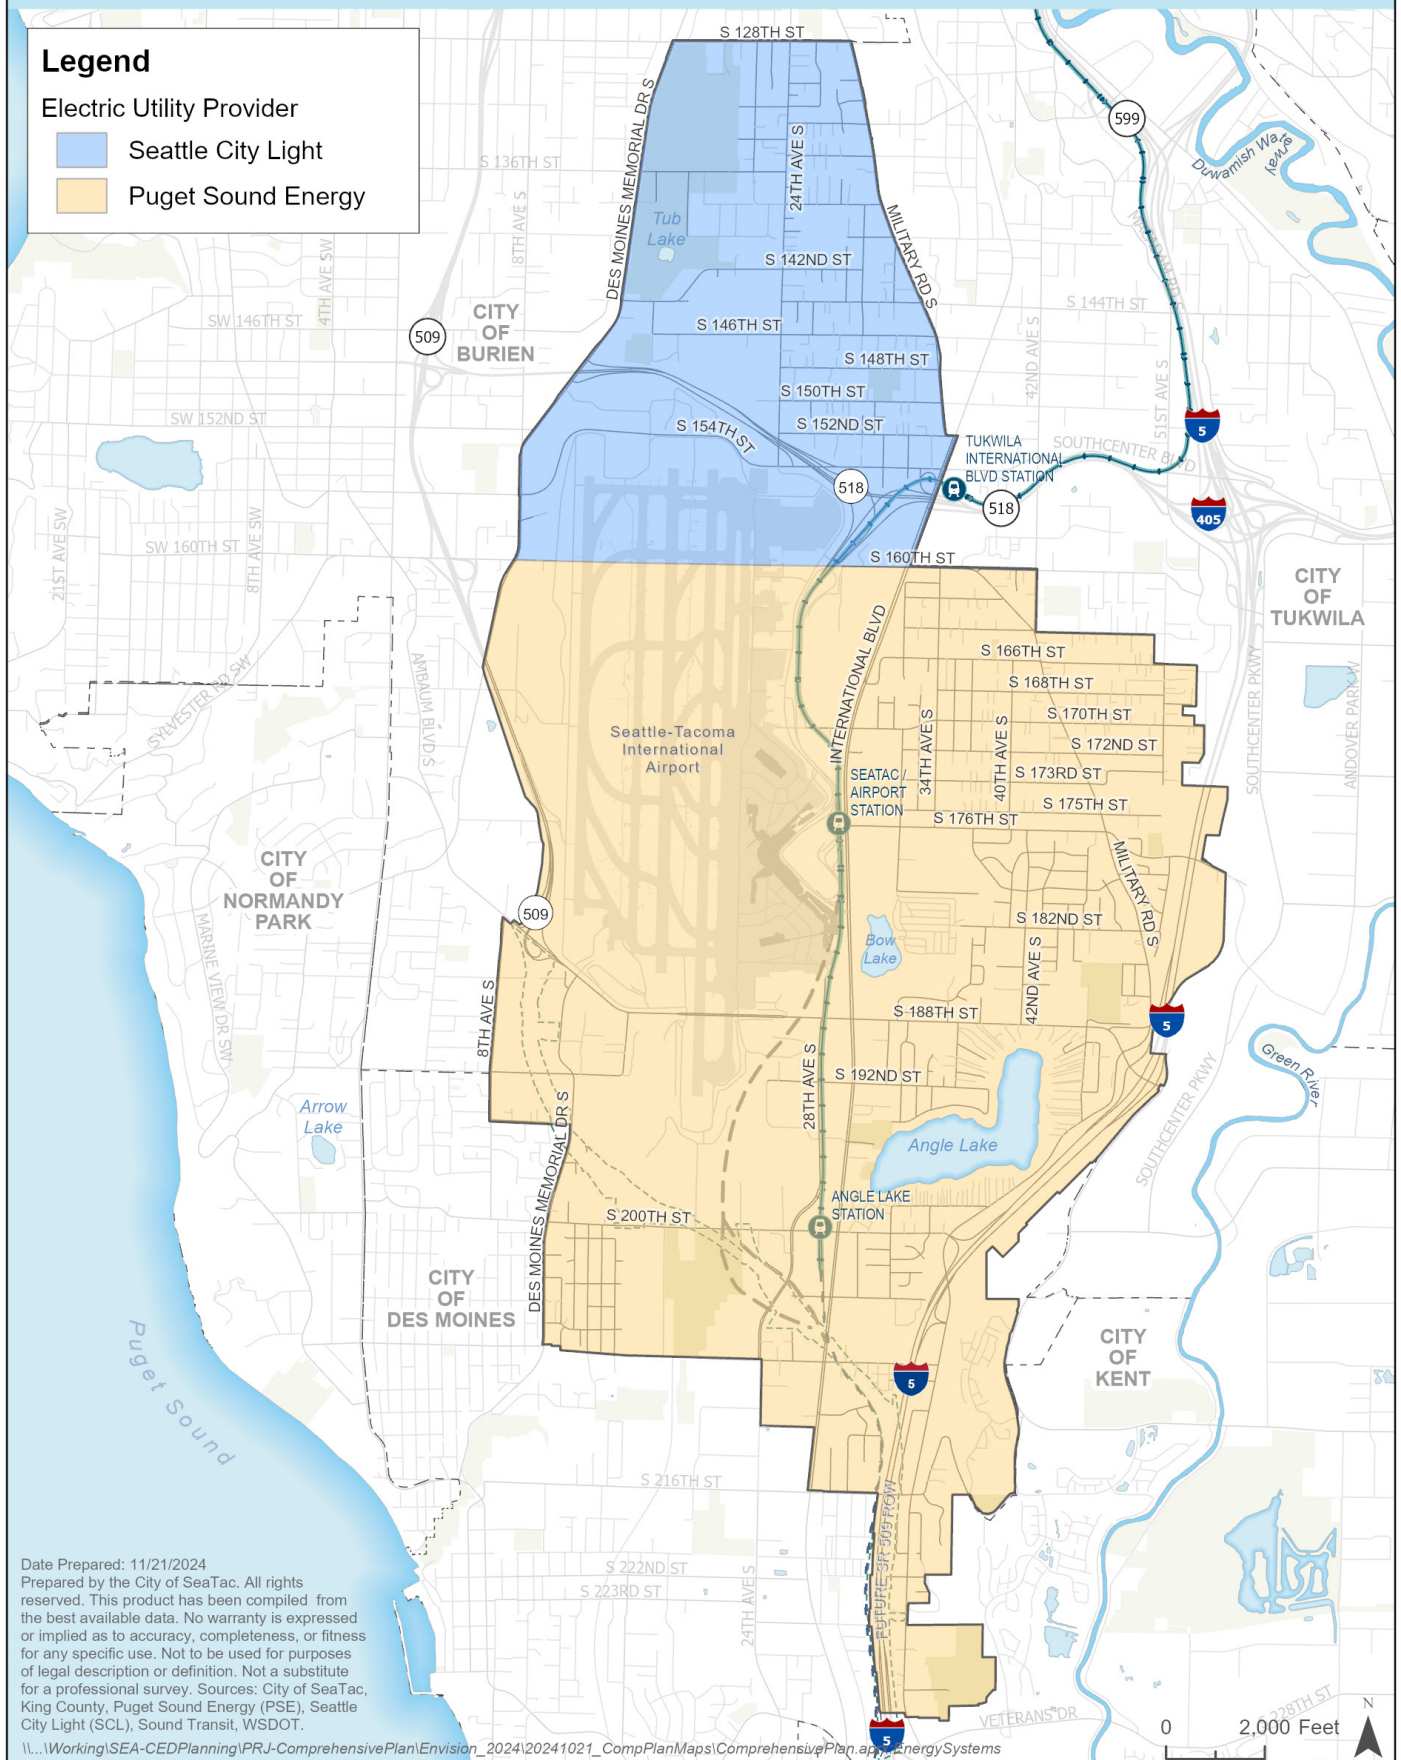 Legend
Electric Utility Provider
Seattle City Light
Puget Sound Energy
S 128TH ST
DES MOINES MEMORIAL DR S
24TH AVE S
599
Duwamish Waterway
S 136TH ST
8TH AVE S
4TH AVE SW
Tub
Lake
MILITARY RD S
S 142ND ST
S 144TH ST
SW 146TH ST
S 146TH ST
509
CITY
OF
BURIEN
S 148TH ST
42ND AVE S
51ST AVE S
S 150TH ST
SW 152ND ST
S 152ND ST
S 154TH ST
5
TUKWILA
INTERNATIONAL
BLVD STATION
SOUTHCENTER BLVD
518
518
405
21ST AVE SW
SW 160TH ST
8TH AVE SW
S 160TH ST
CITY
OF
TUKWILA
INTERNATIONAL BLVD
S 166TH ST
S 168TH ST
SYLVESTER RD SW
AMBAUM BLVD S
S 170TH ST
SOUTHCENTER PKWY
ANDOVER PARK W
34TH AVE S
40TH AVE S
S 172ND ST
Seattle-Tacoma
International
Airport
S 173RD ST
SEATAC /
AIRPORT
STATION
S 175TH ST
S 176TH ST
MILITARY RD S
CITY
OF
NORMANDY
PARK
509
S 182ND ST
MARINE VIEW DR SW
Bow
Lake
42ND AVE S
8TH AVE S
S 188TH ST
5
Green River
28TH AVE S
S 192ND ST
SOUTHCENTER PKWY
Arrow
Lake
Angle Lake
DES MOINES MEMORIAL DR S
ANGLE LAKE
STATION
S 200TH ST
CITY
OF
DES MOINES
CITY
OF
KENT
5
Puget Sound
S 216TH ST
FUTURE SR 509 ROW
S 222ND ST
S 223RD ST
24TH AVE S
VETERANS DR
S 228TH ST
5
Date Prepared: 11/21/2024
Prepared by the City of SeaTac. All rights
reserved. This product has been compiled from
the best available data. No warranty is expressed
or implied as to accuracy, completeness, or fitness
for any specific use. Not to be used for purposes
of legal description or definition. Not a substitute
for a professional survey. Sources: City of SeaTac,
King County, Puget Sound Energy (PSE), Seattle
City Light (SCL), Sound Transit, WSDOT.
N
0 2,000 Feet